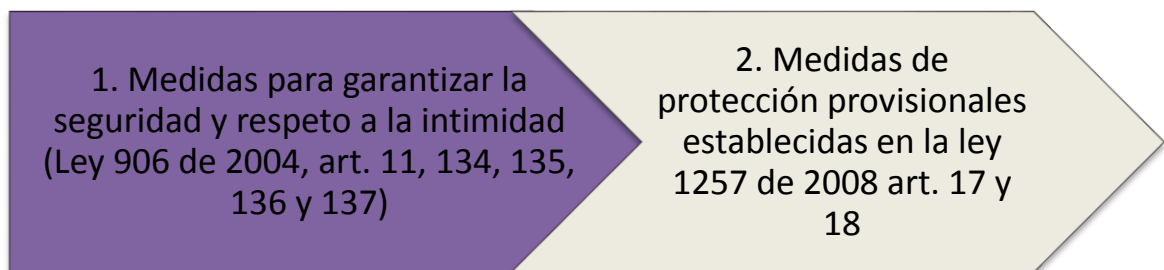 1. Medidas para garantizar la
seguridad y respeto a la intimidad
(Ley 906 de 2004, art. 11, 134, 135,
136 y 137)
2. Medidas de
protección provisionales
establecidas en la ley
1257 de 2008 art. 17 y
18